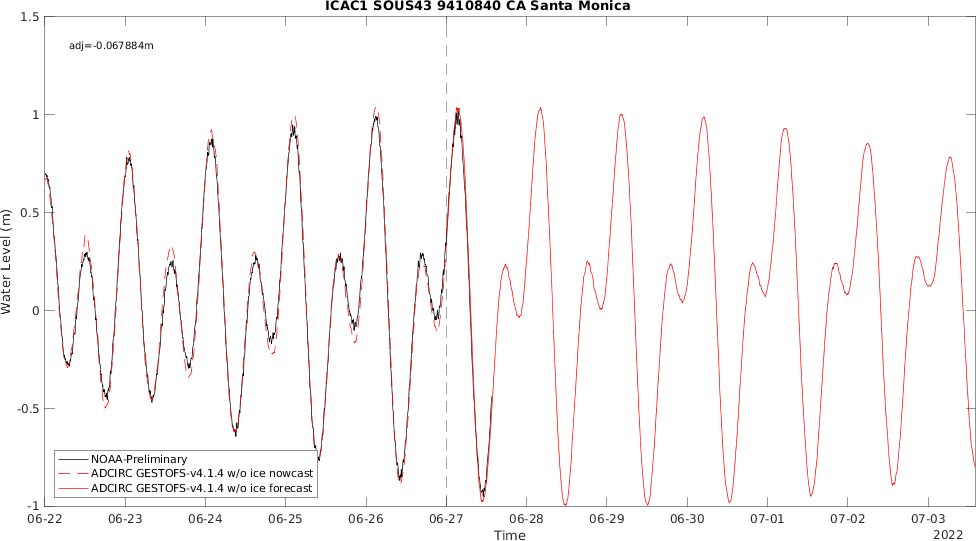 ICAC1 SOUS43 9410840 CA Santa Monica
adj=-0.067884m
1.5
1
0.5
0
-0.5
-1
Water Level (m)
NOAA-Preliminary
ADCIRC GESTOFS-v4.1.4 w/o ice nowcast
ADCIRC GESTOFS-v4.1.4 w/o ice forecast
06-22 06-23 06-24 06-25 06-26 06-27 06-28 06-29 06-30 07-01 07-02 07-03
Time
2022